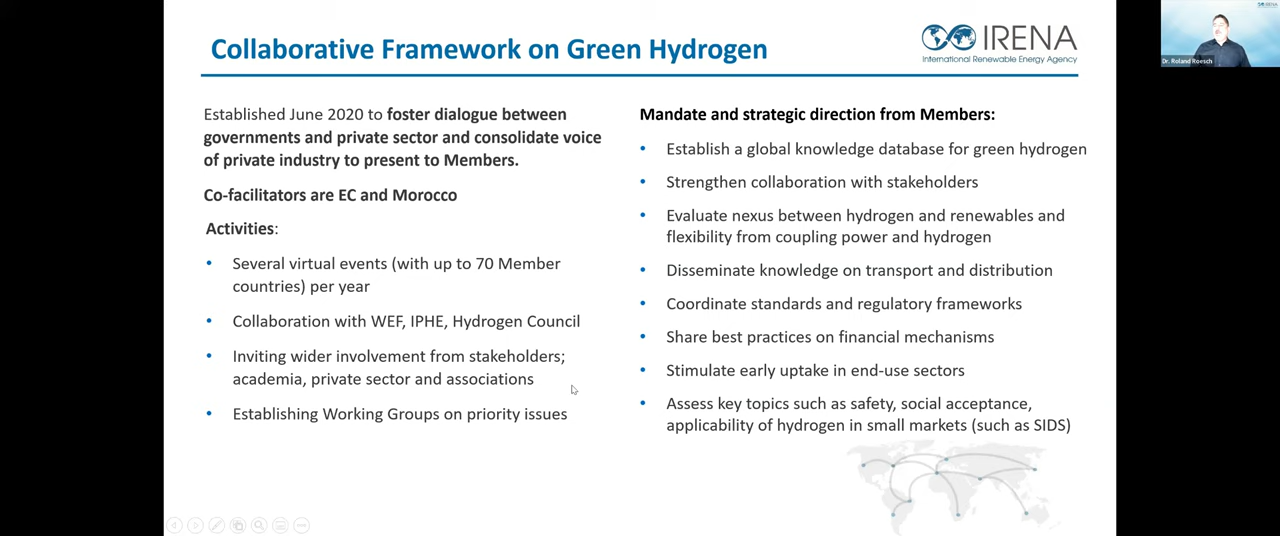 Collaborative Framework on Green Hydrogen
IRENA
International Renewable Energy Agency
Established June 2020 to foster dialogue between
governments and private sector and consolidate voice
of private industry to present to Members.
Co-facilitators are EC and Morocco
Activities:
• Several virtual events (with up to 70 Member
countries) per year
• Collaboration with WEF, IPHE, Hydrogen Council
• Inviting wider involvement from stakeholders;
academia, private sector and associations
• Establishing Working Groups on priority issues
Mandate and strategic direction from Members:
• Establish a global knowledge database for green hydrogen
• Strengthen collaboration with stakeholders
• Evaluate nexus between hydrogen and renewables and
flexibility from coupling power and hydrogen
• Disseminate knowledge on transport and distribution
• Coordinate standards and regulatory frameworks
• Share best practices on financial mechanisms
• Stimulate early uptake in end-use sectors
• Assess key topics such as safety, social acceptance,
applicability of hydrogen in small markets (such as SIDS)
IRENA
Dr. Roland Roesch